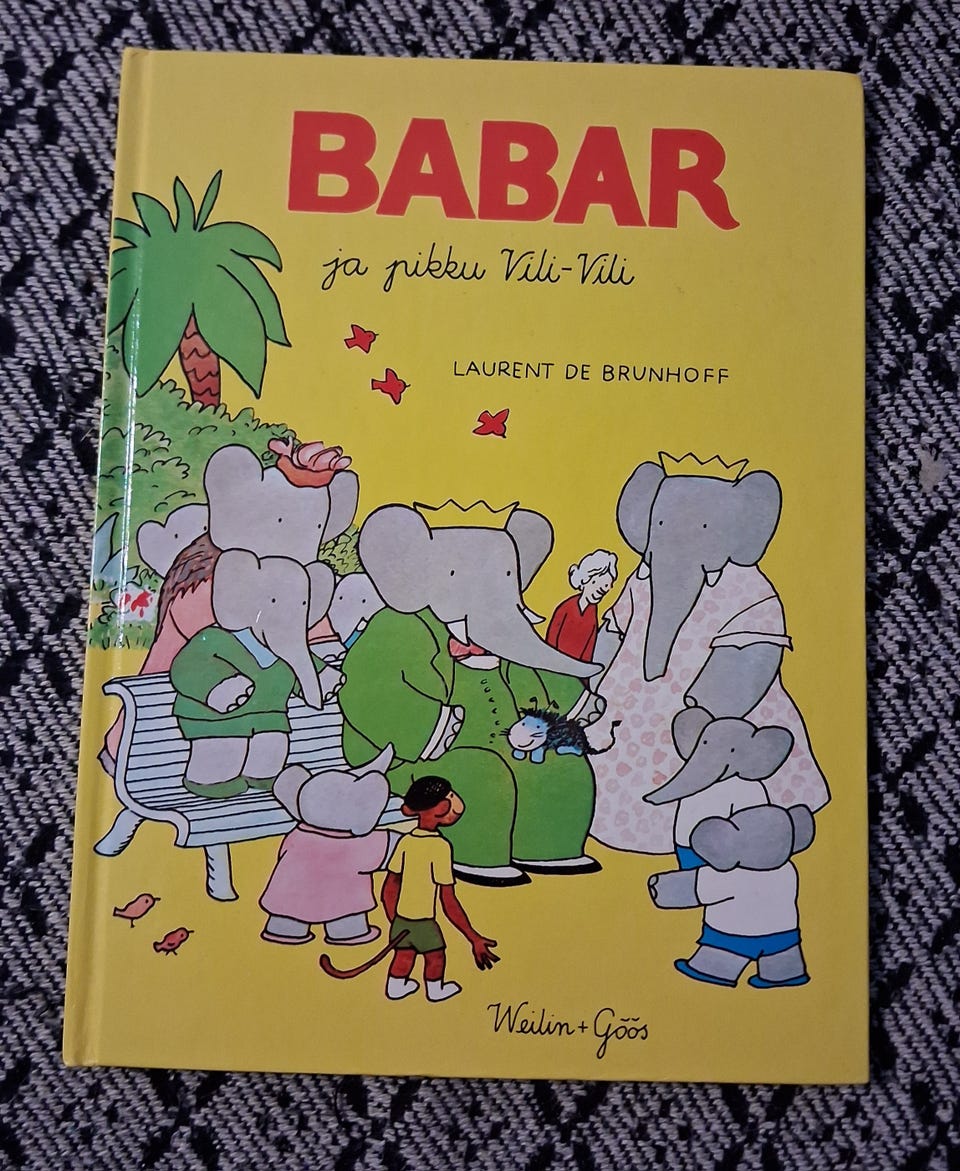 BABAR
ja pikku Vili-Vili
LAURENT DE BRUNHOFF
Weilin + Göös